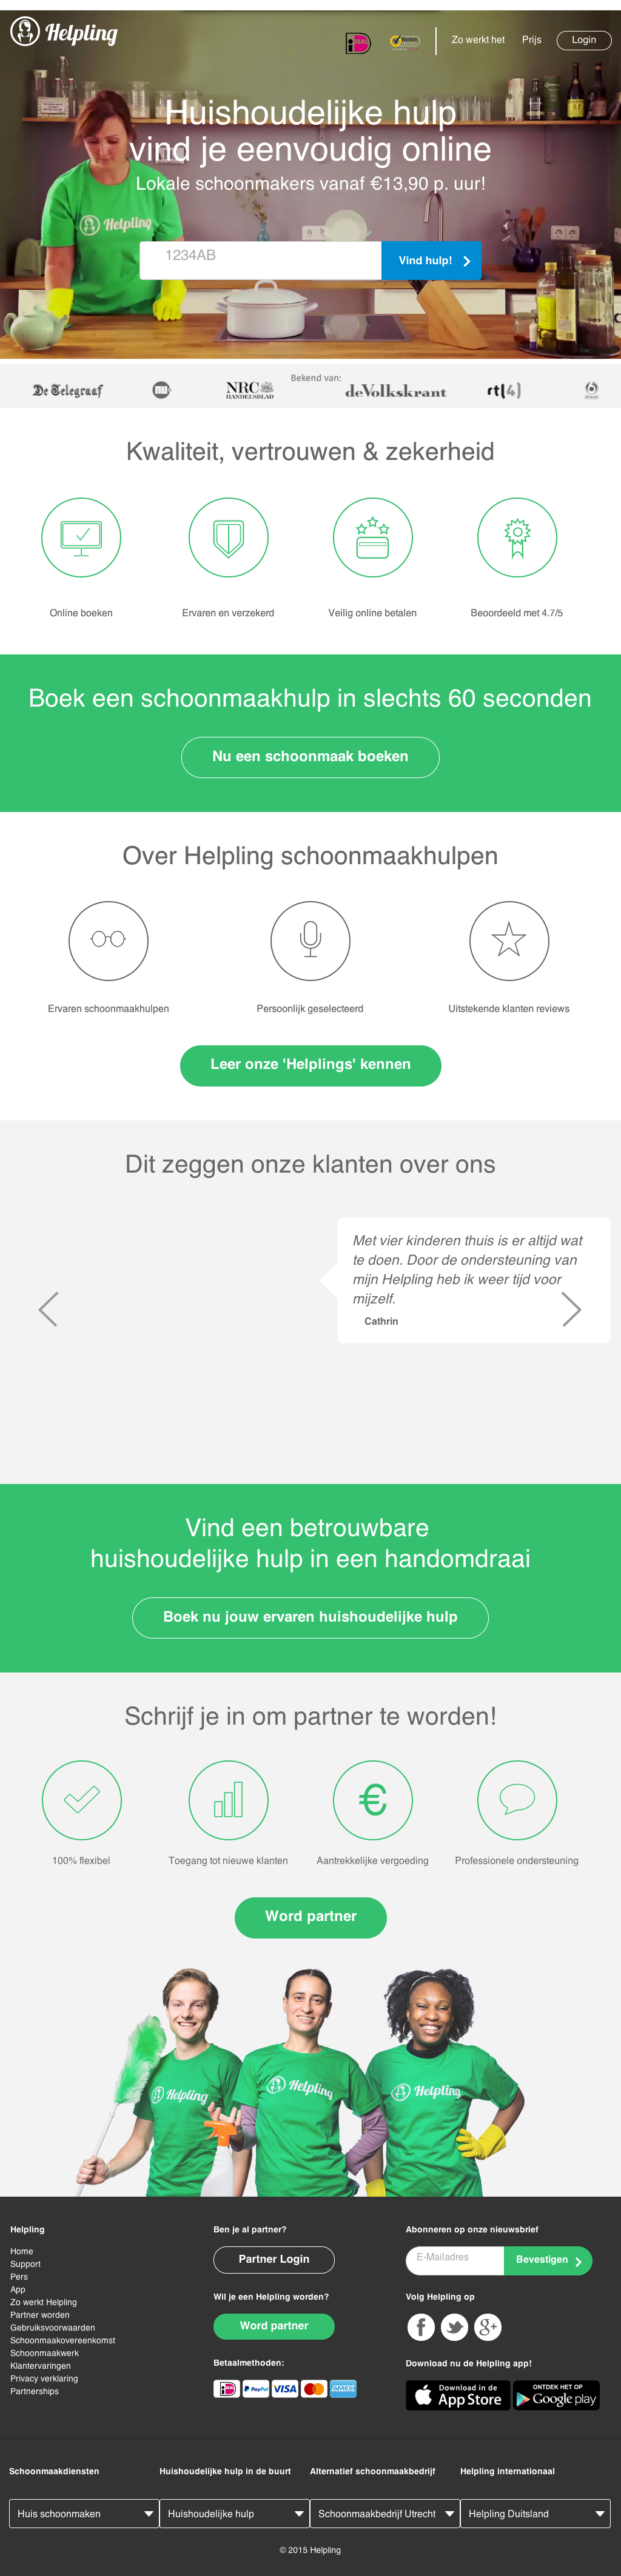 Helpling
iDEAL
Zo werkt het
Prijs
Login
Huishoudelijke hulp
vind je eenvoudig online
Lokale schoonmakers vanaf €13,90 p. uur!
Helpling
1234AB
Vind hulp!
Bekend van:
De Telegraaf
nu
NRC
HANDELSBLAD
deVolkskrant
rtl 4
6
Kwaliteit, vertrouwen & zekerheid
Online boeken
Ervaren en verzekerd
Veilig online betalen
Beoordeeld met 4.7/5
Boek een schoonmaakhulp in slechts 60 seconden
Nu een schoonmaak boeken
Over Helpling schoonmaakhulpen
Ervaren schoonmaakhulpen
Persoonlijk geselecteerd
Uitstekende klanten reviews
Leer onze 'Helplings' kennen
Dit zeggen onze klanten over ons
Met vier kinderen thuis is er altijd wat
te doen. Door de ondersteuning van
mijn Helpling heb ik weer tijd voor
mijzelf.
Cathrin
Vind een betrouwbare
huishoudelijke hulp in een handomdraai
Boek nu jouw ervaren huishoudelijke hulp
Schrijf je in om partner te worden!
€
100% flexibel
Toegang tot nieuwe klanten
Aantrekkelijke vergoeding
Professionele ondersteuning
Word partner
Helpling
Helpling
Helpling
Helpling
Home
Support
Pers
App
Zo werkt Helpling
Partner worden
Gebruiksvoorwaarden
Schoonmaakovereenkomst
Schoonmaakwerk
Klantervaringen
Privacy verklaring
Partnerships
Ben je al partner?
Partner Login
Wil je een Helpling worden?
Word partner
Betaalmethoden:
iDEAL
PayPal
VISA
MasterCard
AMEX
Abonneren op onze nieuwsbrief
E-Mailadres
Bevestigen
Volg Helpling op
f
g+
Download nu de Helpling app!
Download in de
App Store
ONTDEK HET OP
Google play
Schoonmaakdiensten
Huishoudelijke hulp in de buurt
Alternatief schoonmaakbedrijf
Helpling internationaal
Huis schoonmaken
Huishoudelijke hulp
Schoonmaakbedrijf Utrecht
Helpling Duitsland
© 2015 Helpling